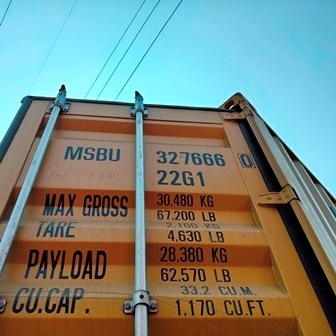 MSBU 327666 0
22G1
MAX GROSS 30.480 KG
67,200 LB
TARE 2.100 KG
4,630 LB
PAYLOAD 28,380 KG
62,570 LB
CU.CAP. 33.2 CU.M.
1,170 CU.FT.